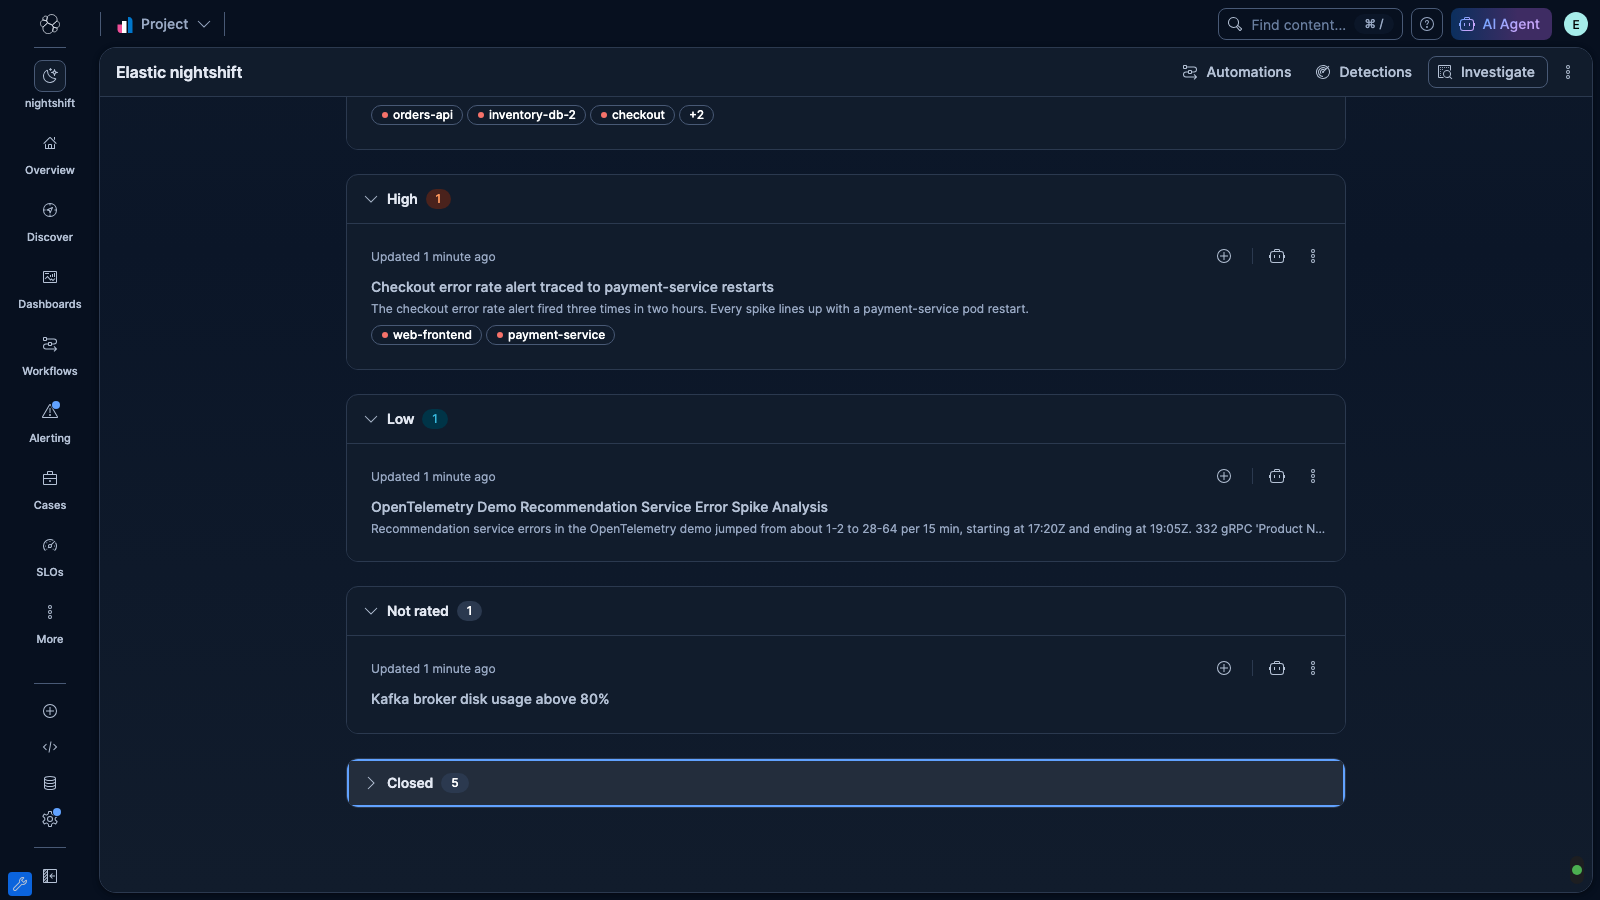 Project
Find content...
⌘ /
AI Agent
E
Elastic nightshift
Automations
Detections
Investigate
nightshift
Overview
Discover
Dashboards
Workflows
Alerting
Cases
SLOs
More
orders-api
inventory-db-2
checkout
+2
High 1
Updated 1 minute ago
Checkout error rate alert traced to payment-service restarts
The checkout error rate alert fired three times in two hours. Every spike lines up with a payment-service pod restart.
web-frontend
payment-service
Low 1
Updated 1 minute ago
OpenTelemetry Demo Recommendation Service Error Spike Analysis
Recommendation service errors in the OpenTelemetry demo jumped from about 1-2 to 28-64 per 15 min, starting at 17:20Z and ending at 19:05Z. 332 gRPC 'Product N...
Not rated 1
Updated 1 minute ago
Kafka broker disk usage above 80%
Closed 5